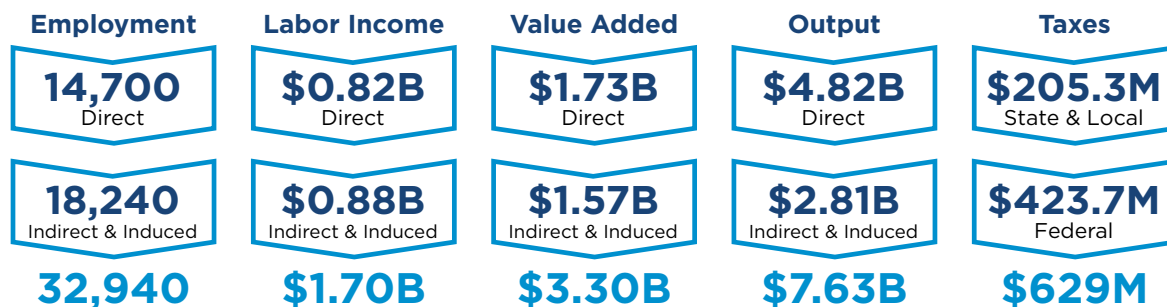 Employment
14,700
Direct
18,240
Indirect & Induced
32,940
Labor Income
$0.82B
Direct
$0.88B
Indirect & Induced
$1.70B
Value Added
$1.73B
Direct
$1.57B
Indirect & Induced
$3.30B
Output
$4.82B
Direct
$2.81B
Indirect & Induced
$7.63B
Taxes
$205.3M
State & Local
$423.7M
Federal
$629M